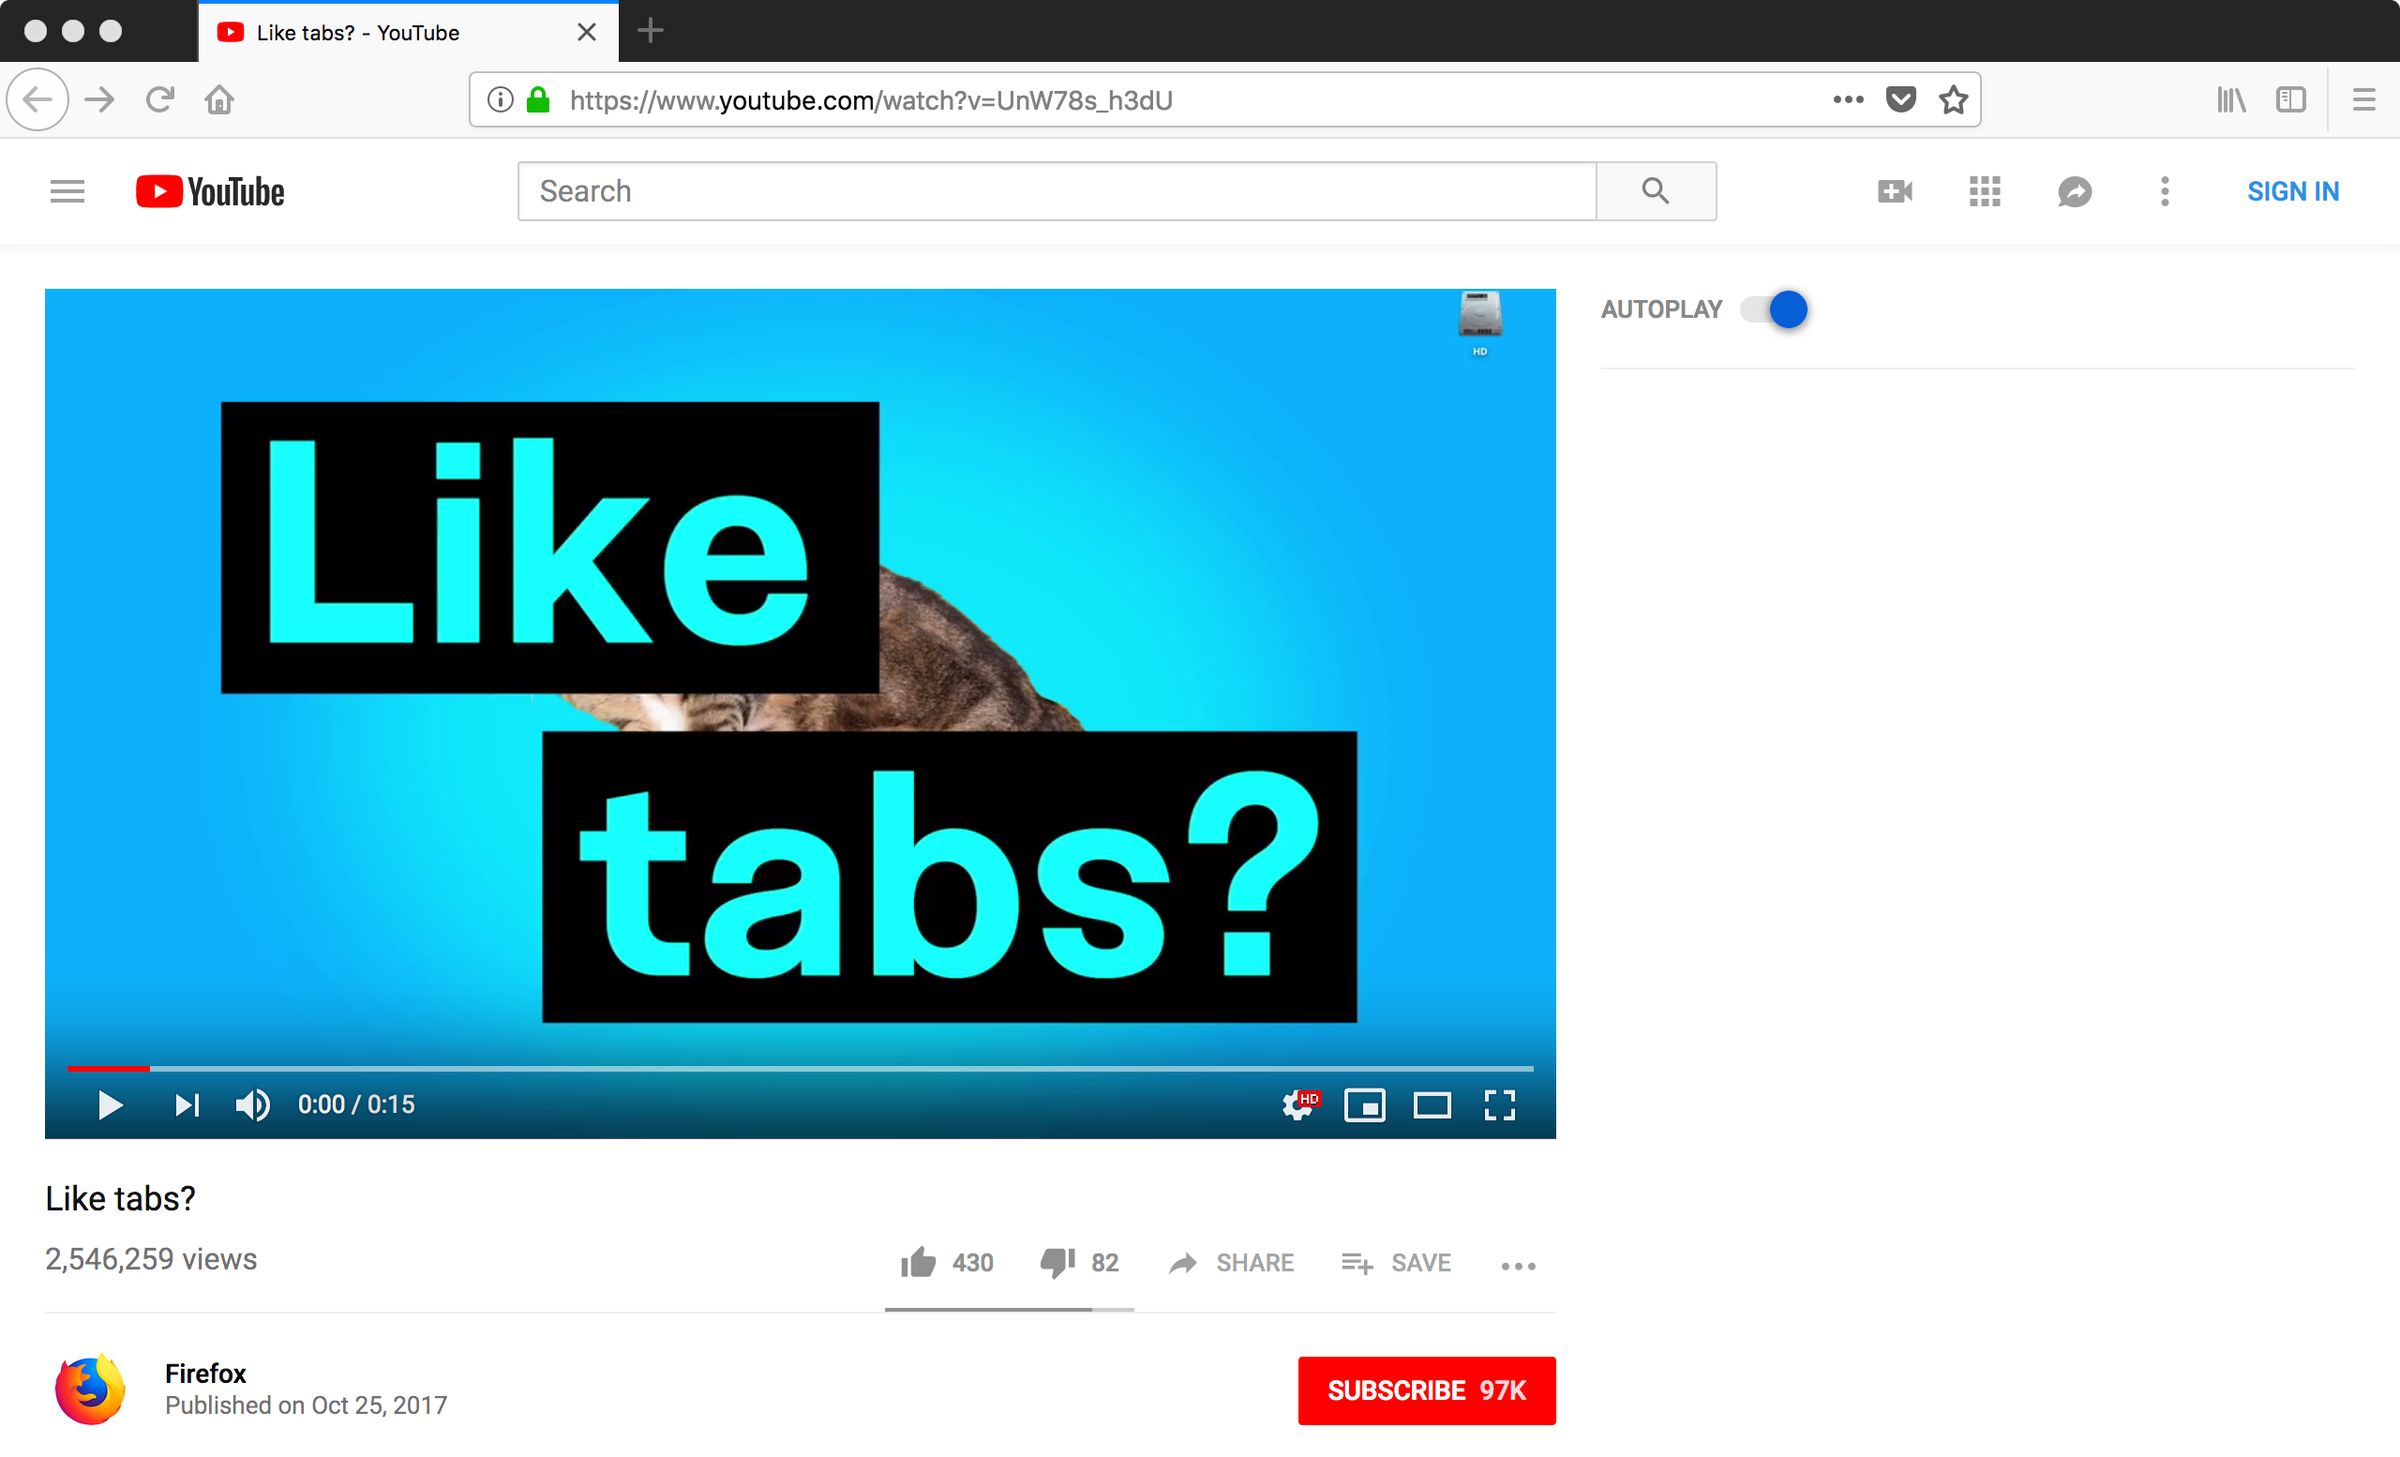 Like tabs? - YouTube
https://www.youtube.com/watch?v=UnW78s_h3dU
YouTube
Search
SIGN IN
AUTOPLAY
HD
Like
tabs?
0:00 / 0:15
HD
Like tabs?
2,546,259 views
430
82
SHARE
SAVE
Firefox
Published on Oct 25, 2017
SUBSCRIBE 97K